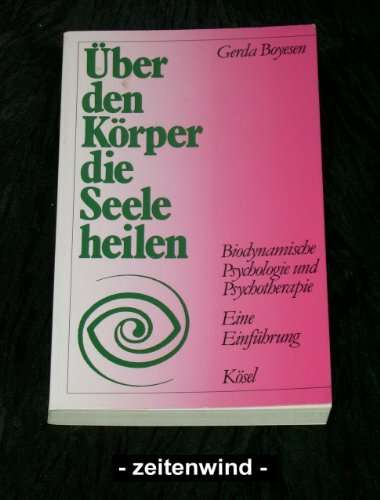 Gerda Boyesen
Über
den
Körper
die
Seele
heilen
Biodynamische
Psychologie und
Psychotherapie
Eine
Einführung
Kösel
- zeitenwind -